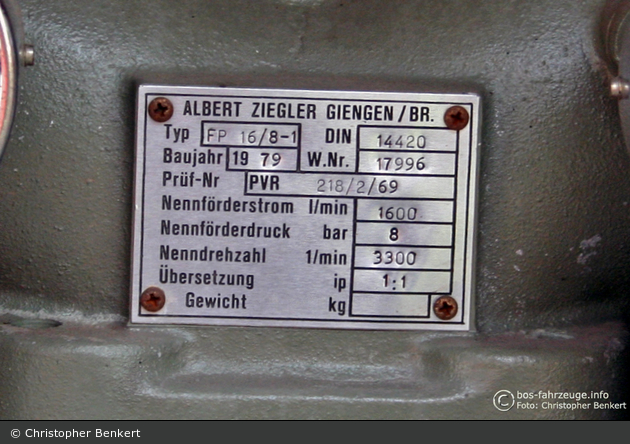 ALBERT ZIEGLER GIENGEN/BR.
Typ FP 16/8-1 DIN 14420
Baujahr 1979 W.Nr. 17996
Prüf-Nr PVR 218/2/69
Nennförderstrom l/min 1600
Nennförderdruck bar 8
Nenndrehzahl 1/min 3300
Übersetzung ip 1:1
Gewicht kg
© bos-fahrzeuge.info
Foto: Christopher Benkert
© Christopher Benkert